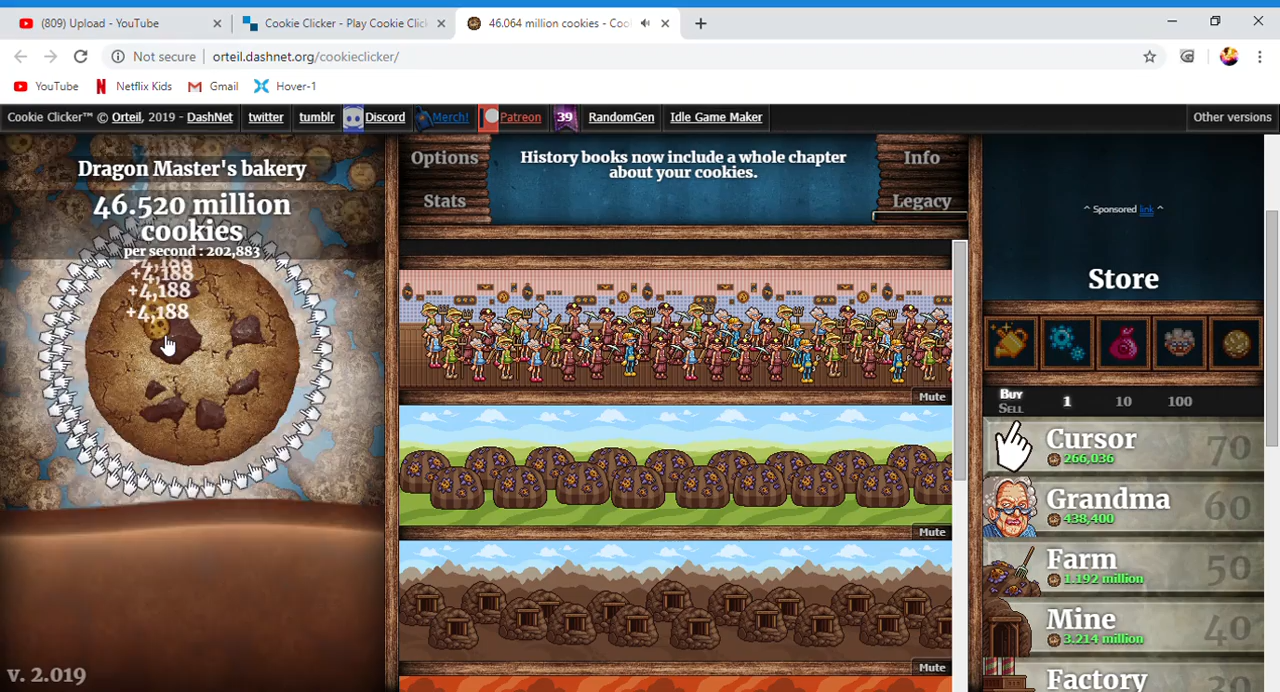 (809) Upload - YouTube
Cookie Clicker - Play Cookie Clic
46.064 million cookies - Coo
Not secure
orteil.dashnet.org/cookieclicker/
YouTube
Netflix Kids
Gmail
Hover-1
Cookie Clicker™ © Orteil, 2019 - DashNet
twitter
tumblr
Discord
Merch!
Patreon
39
RandomGen
Idle Game Maker
Other versions
Dragon Master's bakery
46.520 million
cookies
per second : 202,883
+4,188
+4,188
+4,188
+4,188
Options
Stats
History books now include a whole chapter
about your cookies.
Info
Legacy
Mute
Mute
Mute
^ Sponsored link ^
Store
Buy
Sell
1
10
100
Cursor
266,036
70
Grandma
438,400
60
Farm
1.192 million
50
Mine
3.214 million
40
Factory
v. 2.019